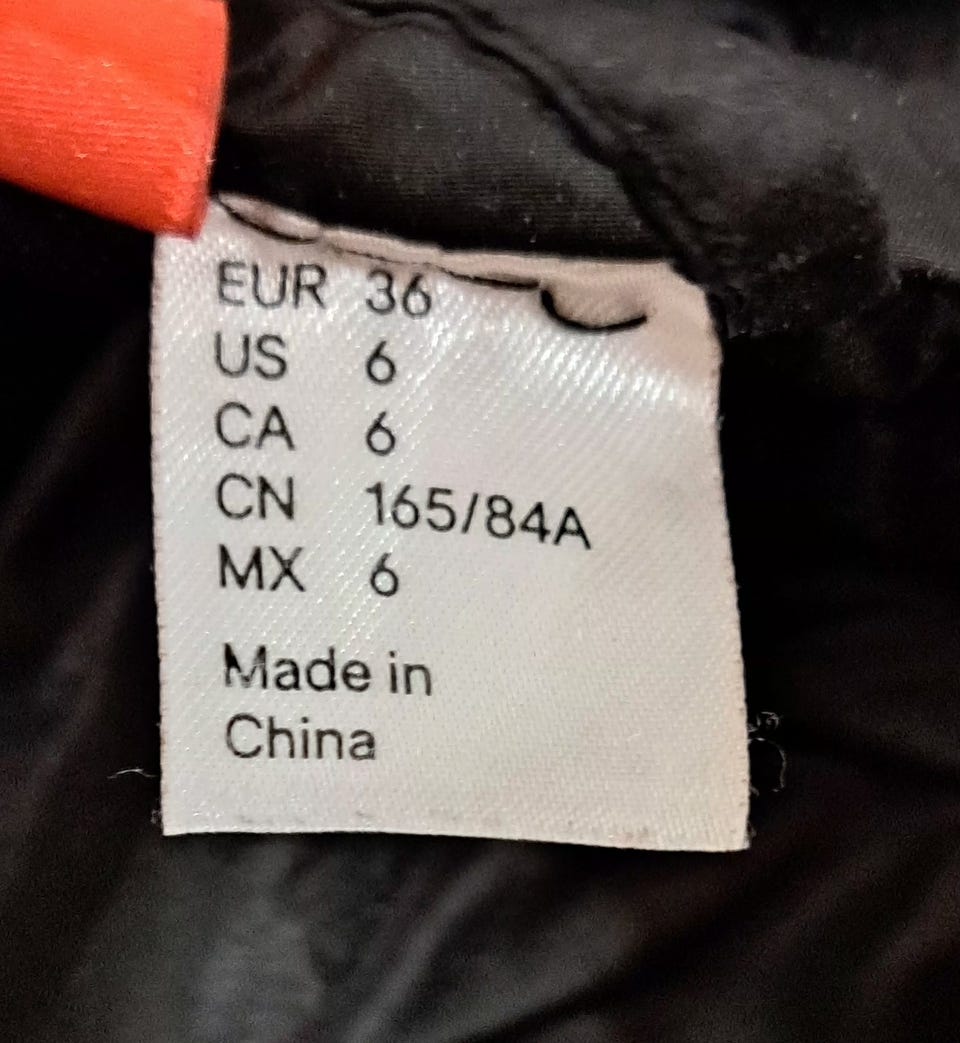 EUR 36
US 6
CA 6
CN 165/84A
MX 6
Made in
China